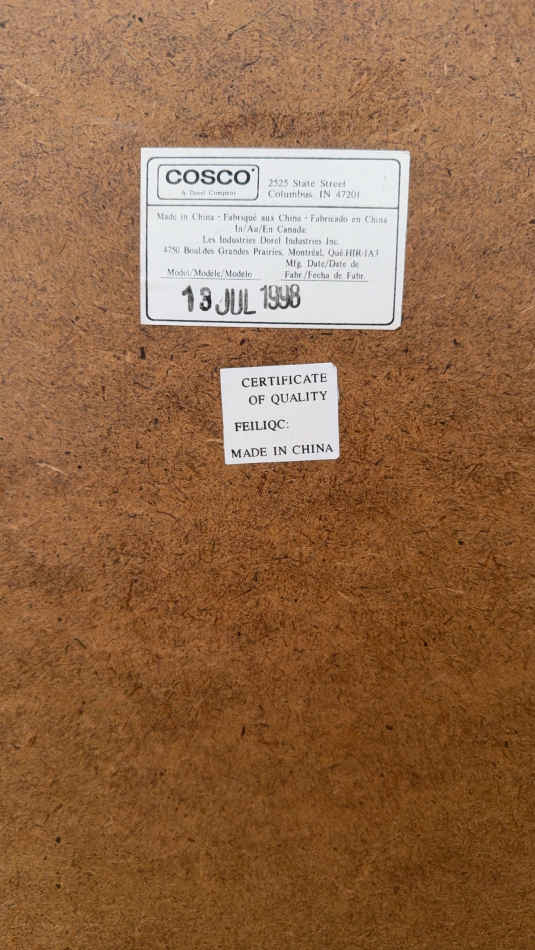 COSCO
A Dorel Company
2525 State Street
Columbus, IN 47201
Made in China - Fabriqué aux China - Fabricado en China
In/Au/En Canada
Les Industries Dorel Industries Inc.
4750 Boul.des Grandes Prairies, Montréal, Qué.HIR-1A3
Mfg. Date/Date de
Model/Modèle/Modelo Fabr./Fecha de Fabr.
13 JUL 1998
CERTIFICATE
OF QUALITY
FEILIQC:
MADE IN CHINA